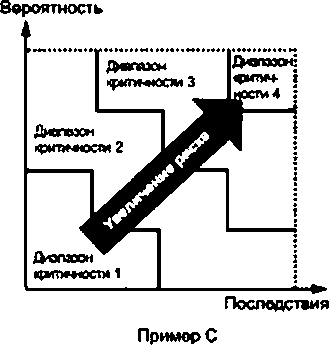 Вероятность
Диапазон
критичности 3
Диапазон
критич-
ности 4
Диапазон
критичности 2
Увеличение риска
Диапазон
критичности 1
Последствия
Пример С